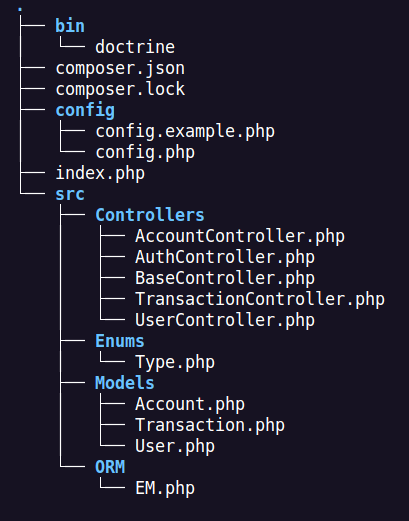 .
├── bin
│   └── doctrine
├── composer.json
├── composer.lock
├── config
│   ├── config.example.php
│   └── config.php
├── index.php
└── src
    ├── Controllers
    │   ├── AccountController.php
    │   ├── AuthController.php
    │   ├── BaseController.php
    │   ├── TransactionController.php
    │   └── UserController.php
    ├── Enums
    │   └── Type.php
    ├── Models
    │   ├── Account.php
    │   ├── Transaction.php
    │   └── User.php
    └── ORM
        └── EM.php